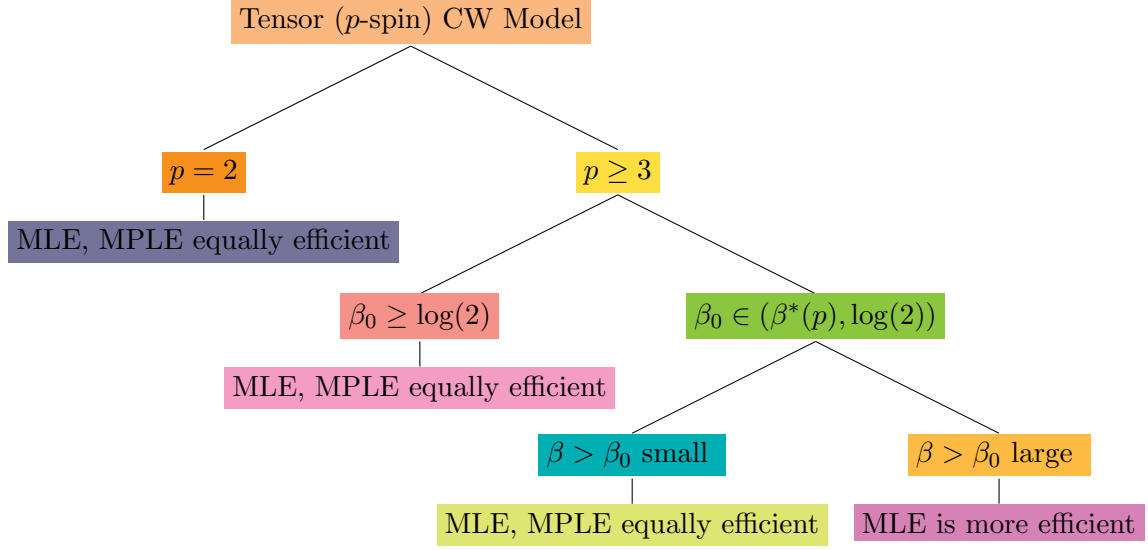 Tensor (p-spin) CW Model
p = 2
p ≥ 3
MLE, MPLE equally efficient
β₀ ≥ log(2)
β₀ ∈ (β*(p), log(2))
MLE, MPLE equally efficient
β > β₀ small
β > β₀ large
MLE, MPLE equally efficient
MLE is more efficient